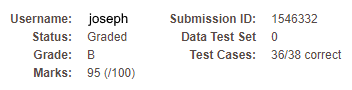 Username: joseph Submission ID: 1546332
Status: Graded Data Test Set 0
Grade: B Test Cases: 36/38 correct
Marks: 95 (/100)